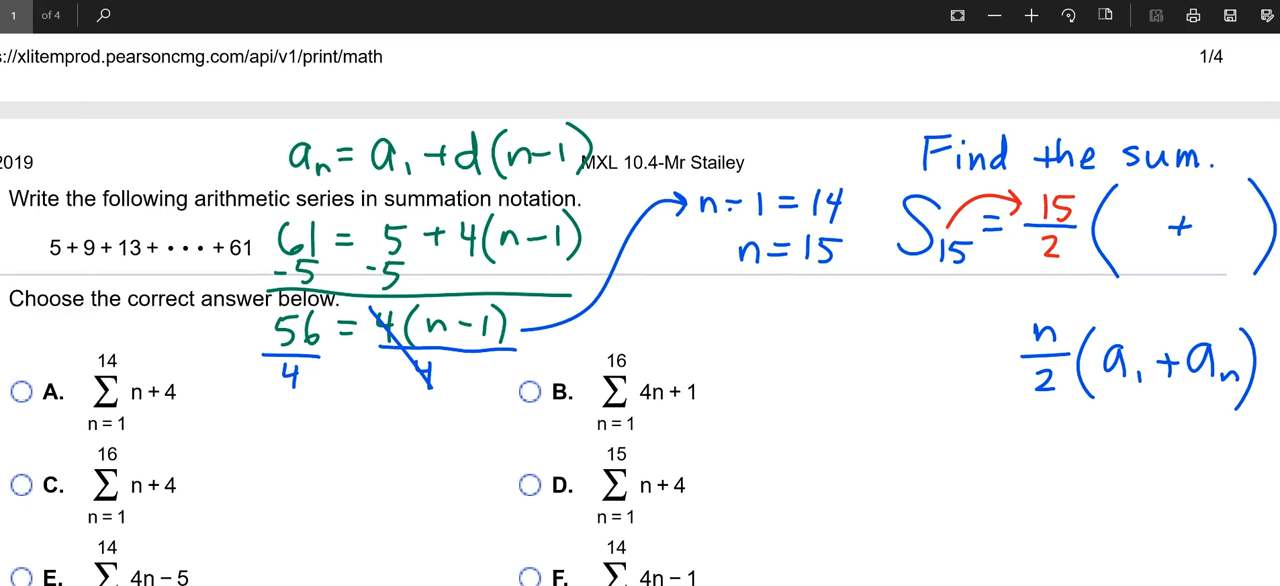 1 of 4
://xlitemprod.pearsoncmg.com/api/v1/print/math 1/4
2019 MXL 10.4-Mr Stailey
aₙ = a₁ + d(n-1)
Find the sum.
Write the following arithmetic series in summation notation.
5 + 9 + 13 + • • • + 61
61 = 5 + 4(n-1)
-5 -5
56 = 4(n-1)
4 4
n - 1 = 14
n = 15
S₁₅ = 15/2 ( + )
n/2 (a₁ + aₙ)
Choose the correct answer below.
A. 14 Σ n=1 n + 4
B. 16 Σ n=1 4n + 1
C. 16 Σ n=1 n + 4
D. 15 Σ n=1 n + 4
E. 14 Σ 4n − 5
F. 14 Σ 4n − 1